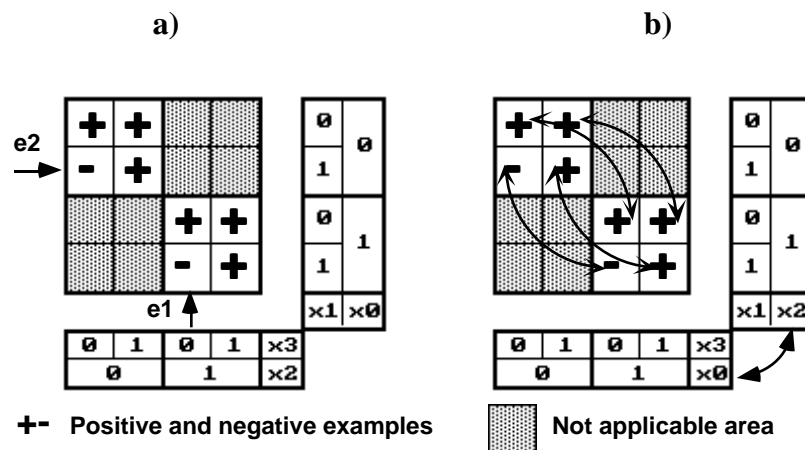 a) b)
+ + 0 + + 0
0 0
e2 - + 1 - + 1
+ + 0 + + 0
1 1
- + 1 - + 1
e1
x1 x0 x1 x2
0 1 0 1 x3 0 1 0 1 x3
0 1 x2 0 1 x0
+- Positive and negative examples Not applicable area